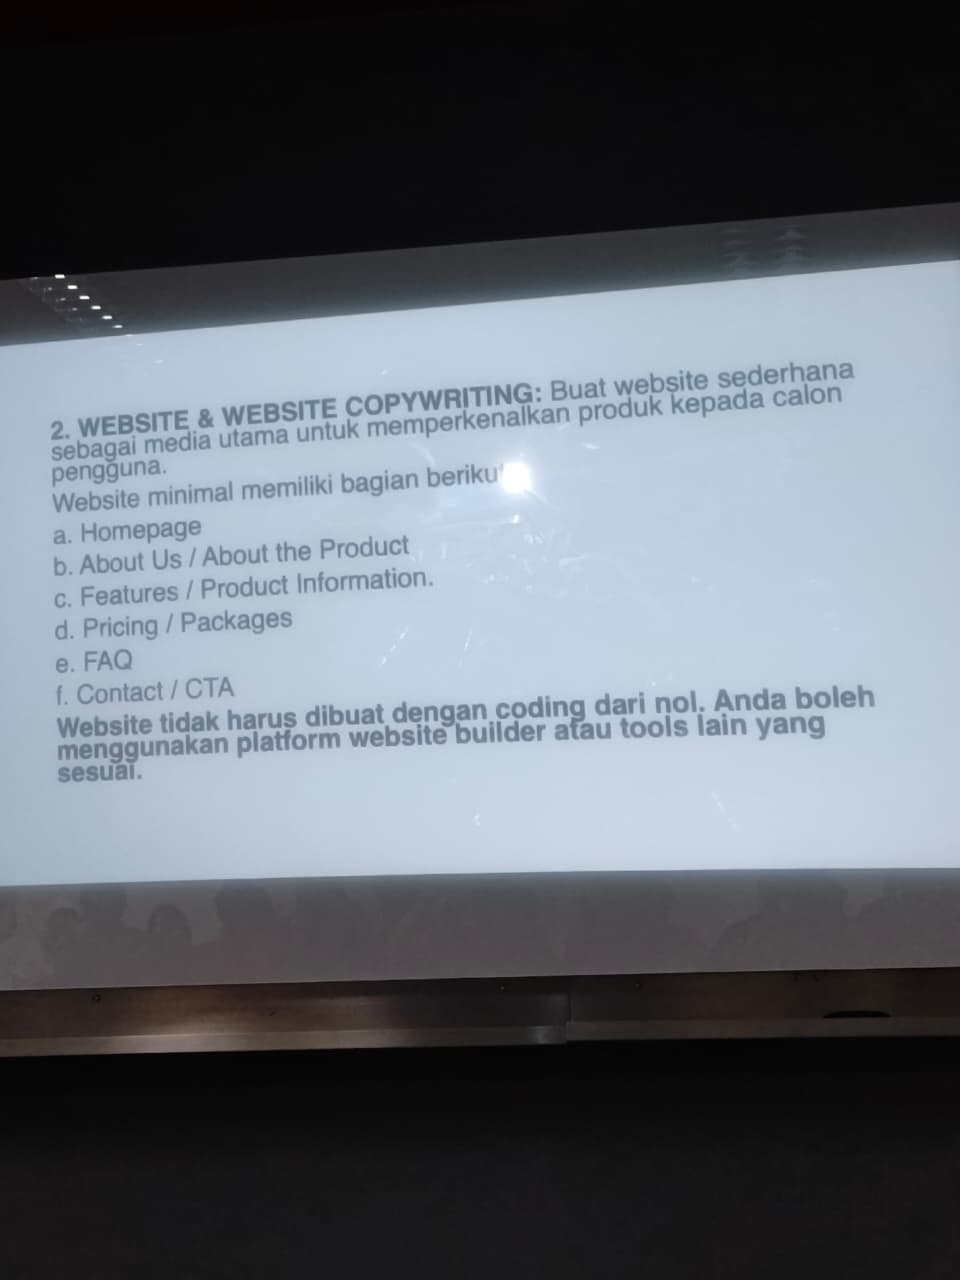 2. WEBSITE & WEBSITE COPYWRITING: Buat website sederhana
sebagai media utama untuk memperkenalkan produk kepada calon
pengguna.
Website minimal memiliki bagian beriku
a. Homepage
b. About Us / About the Product
c. Features / Product Information.
d. Pricing / Packages
e. FAQ
f. Contact / CTA
Website tidak harus dibuat dengan coding dari nol. Anda boleh
menggunakan platform website builder atau tools lain yang
sesuai.